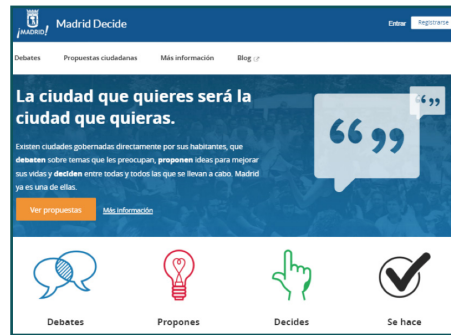 ¡MADRID!
Madrid Decide
Entrar
Registrarse
Debates
Propuestas ciudadanas
Más información
Blog
La ciudad que quieres será la
ciudad que quieras.
Existen ciudades gobernadas directamente por sus habitantes, que
debaten sobre temas que les preocupan, proponen ideas para mejorar
sus vidas y deciden entre todas y todos las que se llevan a cabo. Madrid
ya es una de ellas.
Ver propuestas
Más información
Debates
Propones
Decides
Se hace